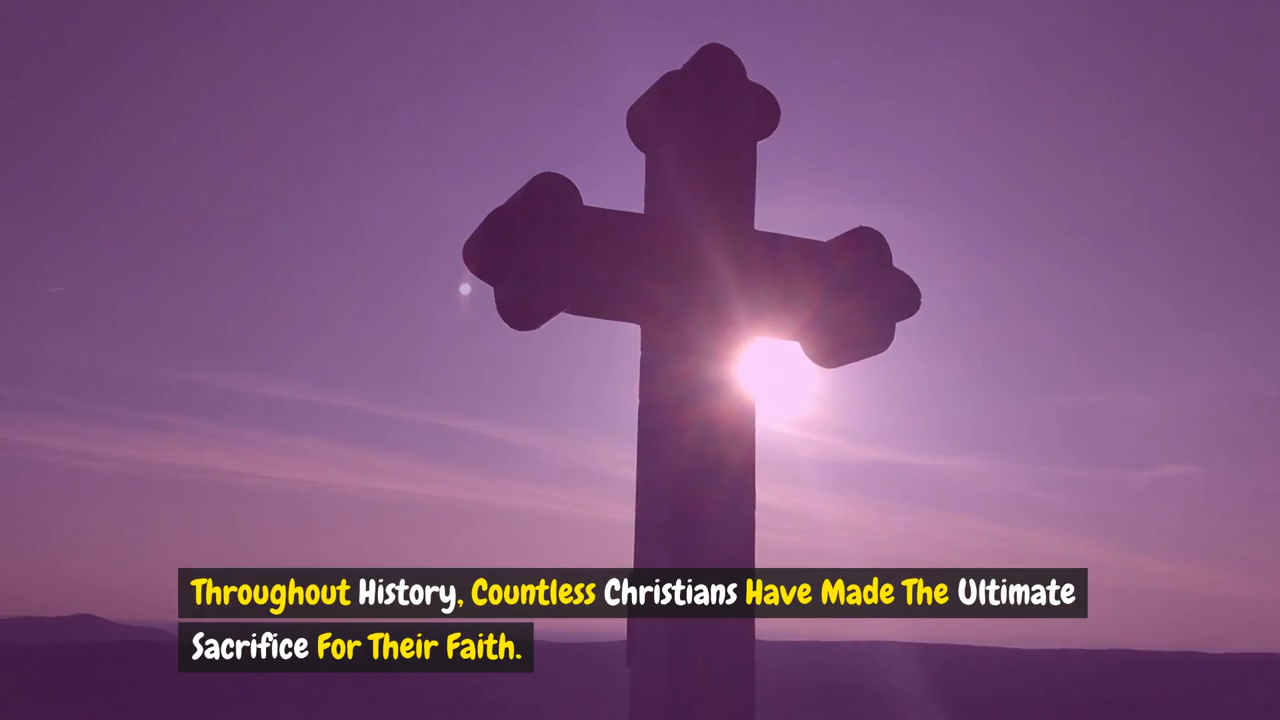 Throughout History, Countless Christians Have Made The Ultimate
Sacrifice For Their Faith.